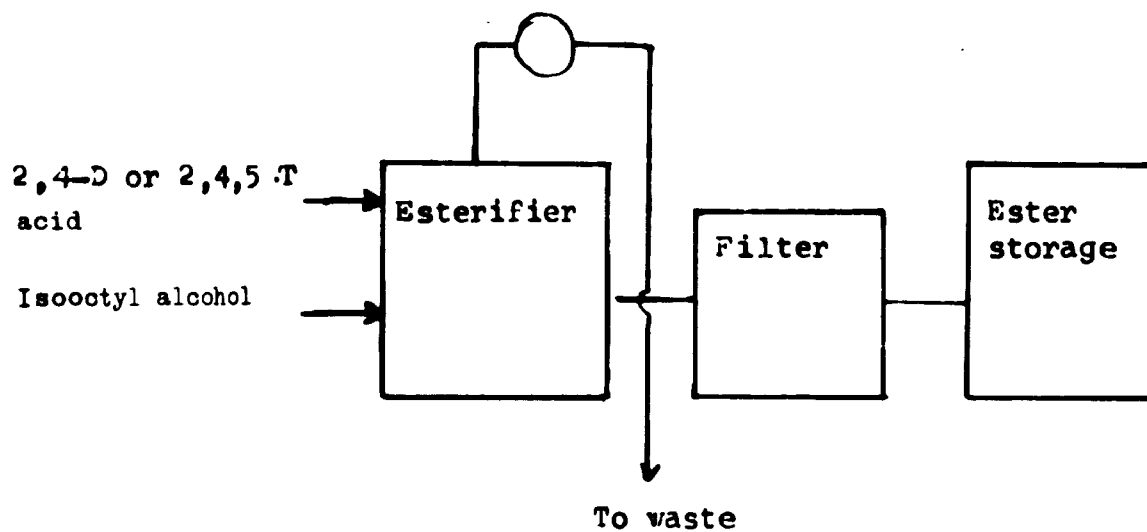 2,4-D or 2,4,5-T
acid
Isooctyl alcohol
Esterifier
Filter
Ester
storage
To waste